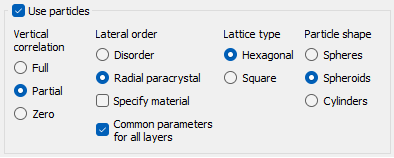 Use particles
Vertical correlation
Full
Partial
Zero
Lateral order
Disorder
Radial paracrystal
Specify material
Common parameters
for all layers
Lattice type
Hexagonal
Square
Particle shape
Spheres
Spheroids
Cylinders